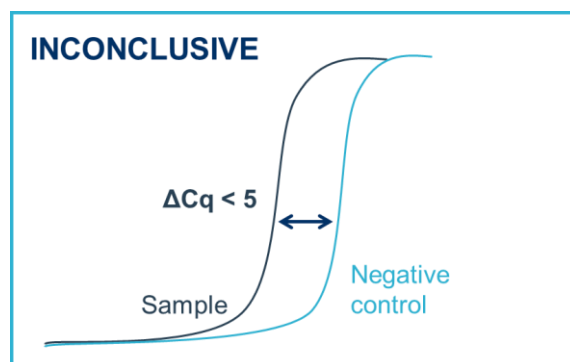 INCONCLUSIVE
ΔCq < 5
Sample
Negative
control